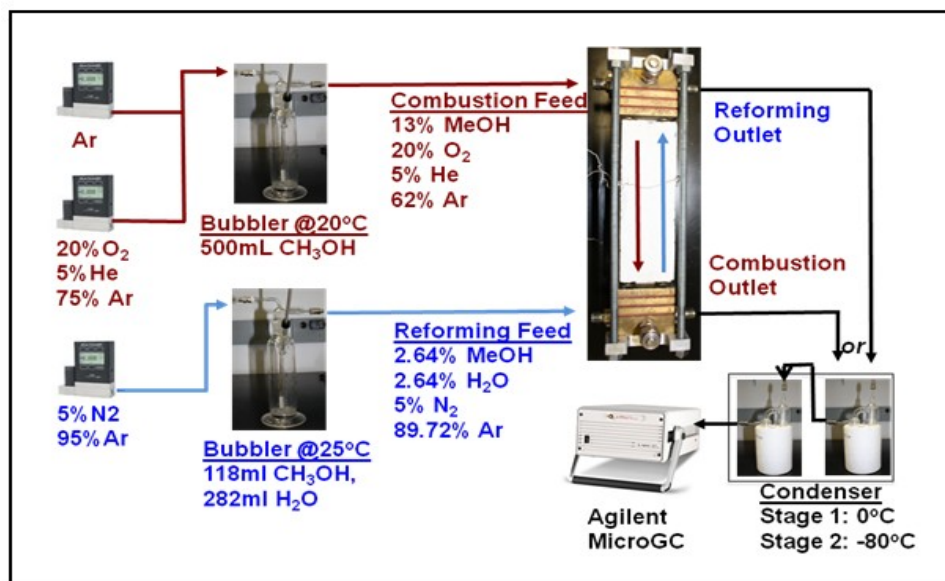 Ar
20% O₂
5% He
75% Ar
Bubbler @20°C
500mL CH₃OH
Combustion Feed
13% MeOH
20% O₂
5% He
62% Ar
5% N2
95% Ar
Bubbler @25°C
118ml CH₃OH,
282ml H₂O
Reforming Feed
2.64% MeOH
2.64% H₂O
5% N₂
89.72% Ar
Reforming
Outlet
Combustion
Outlet
or
Agilent
MicroGC
Condenser
Stage 1: 0°C
Stage 2: -80°C